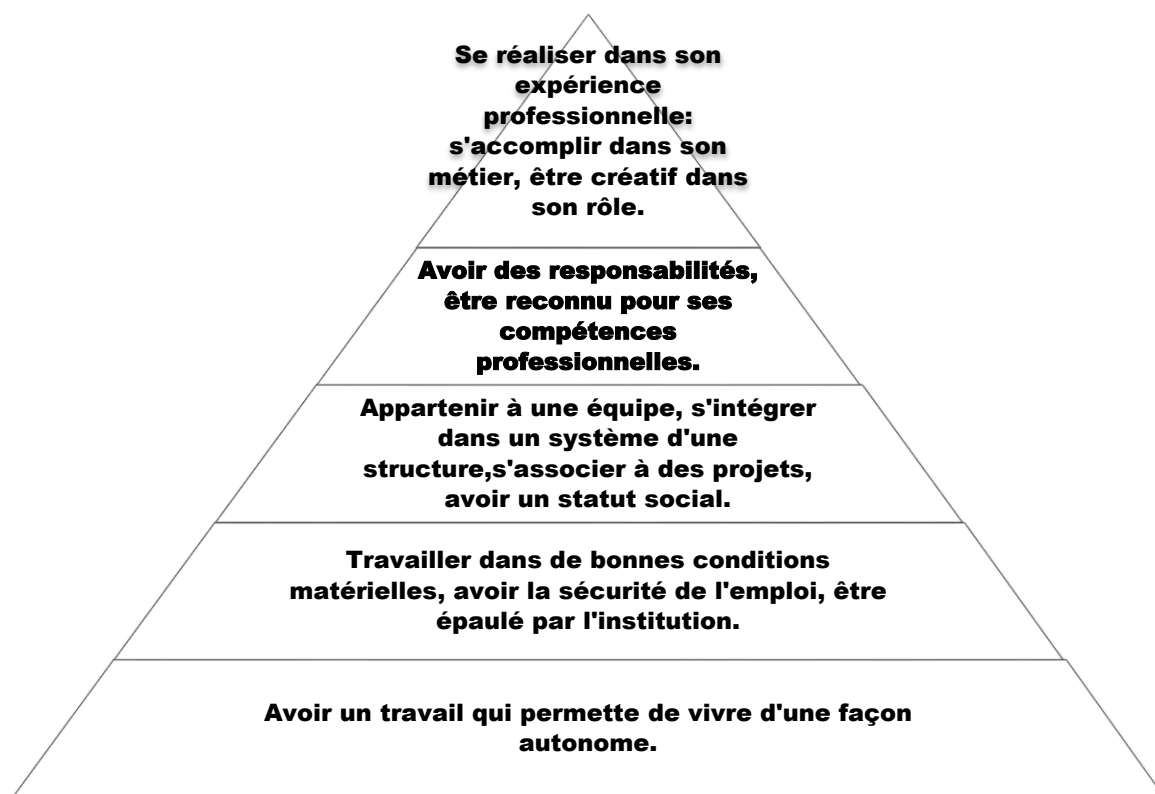 Se réaliser dans son
expérience
professionnelle:
s'accomplir dans son
métier, être créatif dans
son rôle.
Avoir des responsabilités,
être reconnu pour ses
compétences
professionnelles.
Appartenir à une équipe, s'intégrer
dans un système d'une
structure,s'associer à des projets,
avoir un statut social.
Travailler dans de bonnes conditions
matérielles, avoir la sécurité de l'emploi, être
épaulé par l'institution.
Avoir un travail qui permette de vivre d'une façon
autonome.